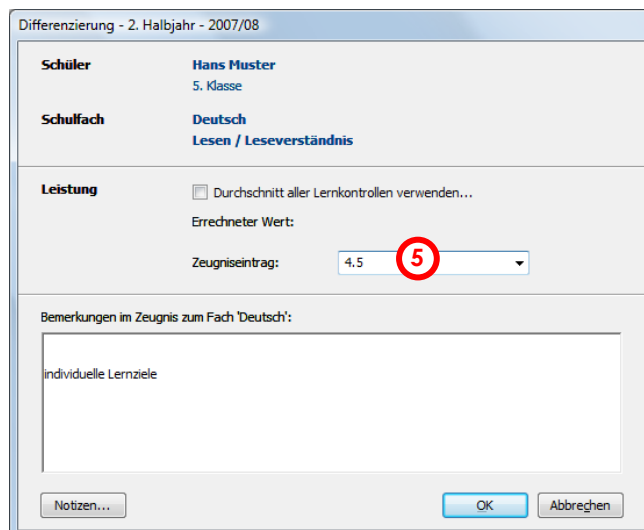 Differenzierung - 2. Halbjahr - 2007/08
Schüler Hans Muster
5. Klasse
Schulfach Deutsch
Lesen / Leseverständnis
Leistung Durchschnitt aller Lernkontrollen verwenden...
Errechneter Wert:
Zeugniseintrag: 4.5 5
Bemerkungen im Zeugnis zum Fach 'Deutsch':
individuelle Lernziele
Notizen... OK Abbrechen